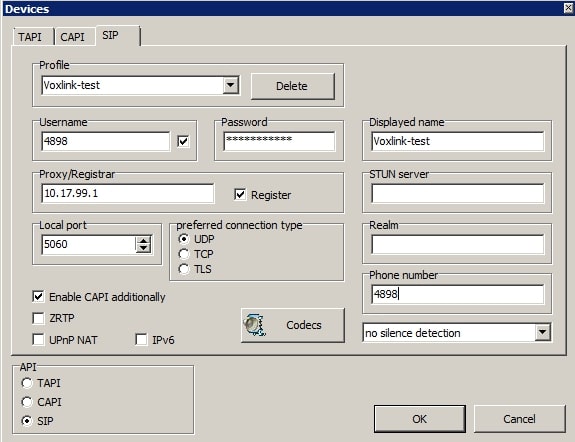 Devices
TAPI CAPI SIP
Profile
Voxlink-test Delete
Username Password Displayed name
4898 *********** Voxlink-test
Proxy/Registrar STUN server
10.17.99.1 Register
Local port preferred connection type Realm
5060 UDP
TCP
TLS
Phone number
4898
Enable CAPI additionally
ZRTP Codecs
UPnP NAT IPv6 no silence detection
API
TAPI
CAPI
SIP
OK Cancel